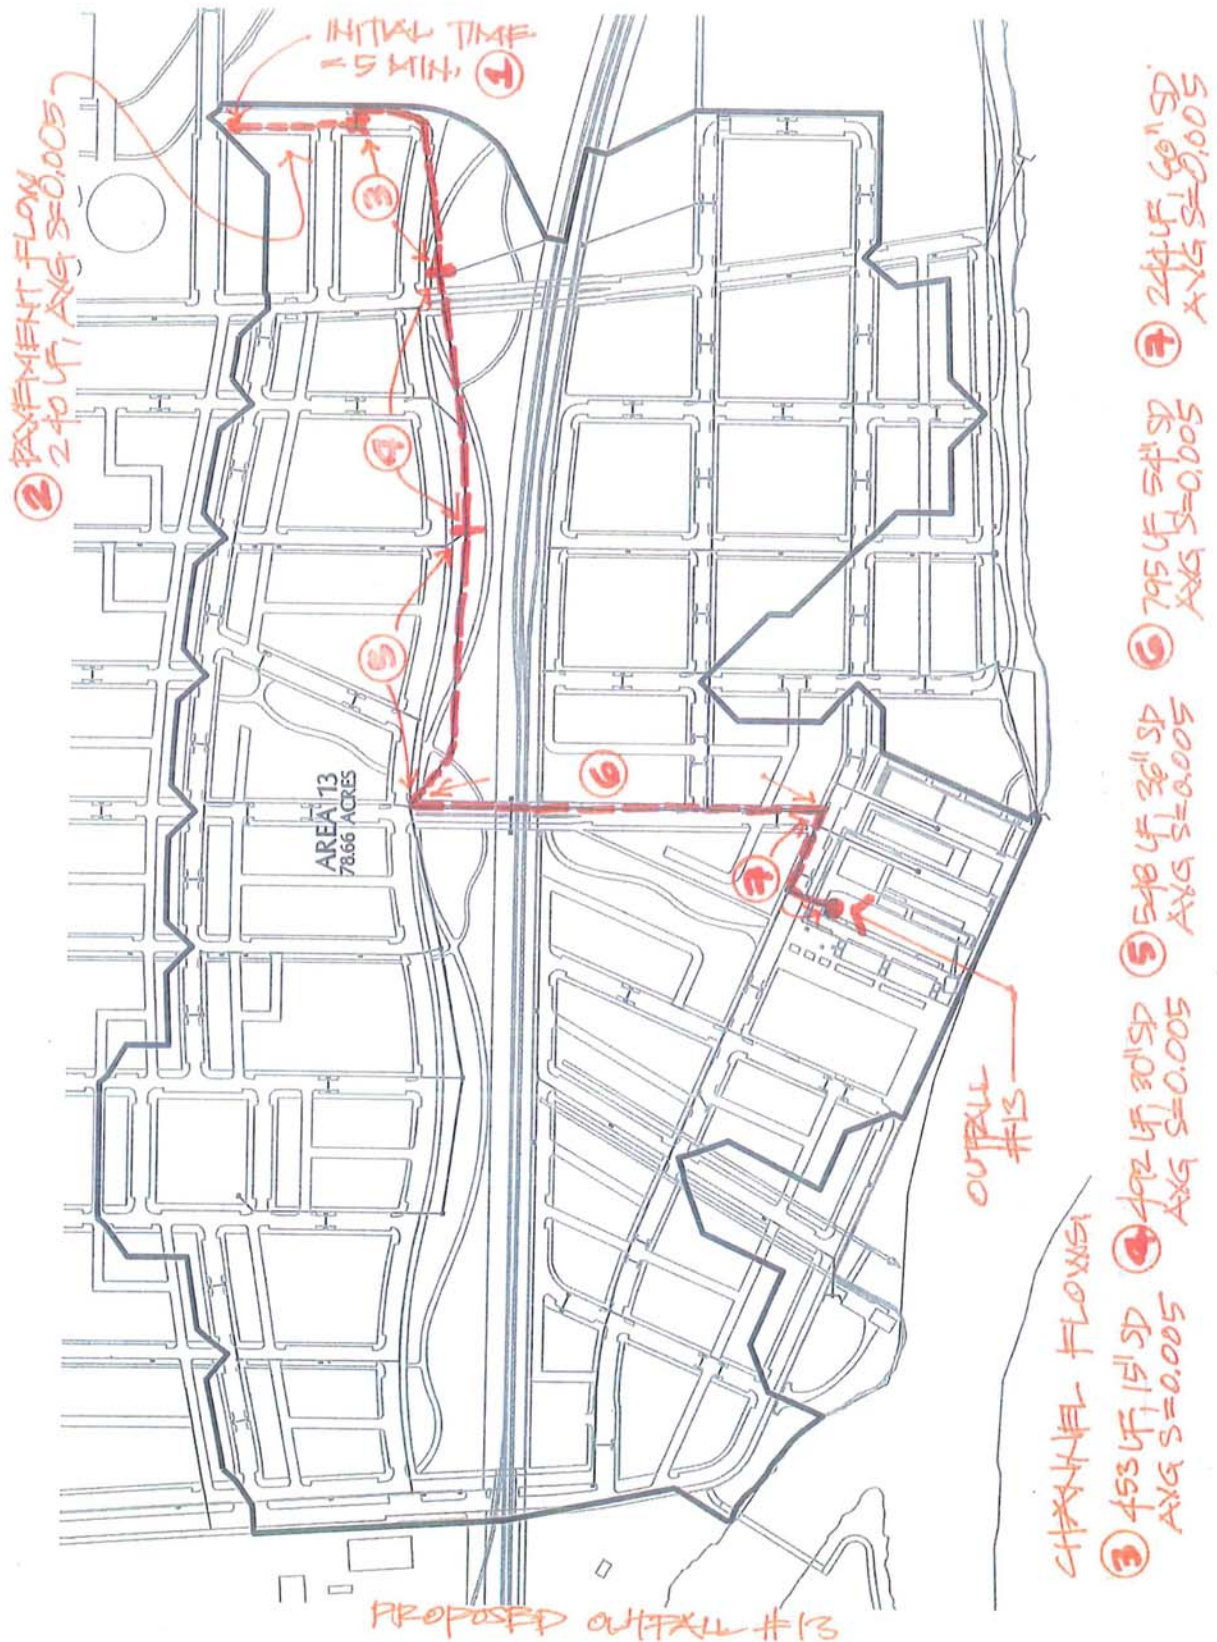 INITIAL TIME
= 5 MIN. ①
② PAVEMENT FLOW
240 LF, AVG S=0.005
③
④
⑤
⑥
⑦
AREA 13
78.66 ACRES
OUTFALL
#13
CHANNEL FLOWS:
③ 453 LF, 15" SD
AVG S=0.005
④ 492 LF, 30" SD
AVG S=0.005
⑤ 548 LF, 36" SD
AVG S=0.005
⑥ 795 LF, 54" SD
AVG S=0.005
⑦ 244 LF, 60" SD
AVG S=0.005
PROPOSED OUTFALL #13